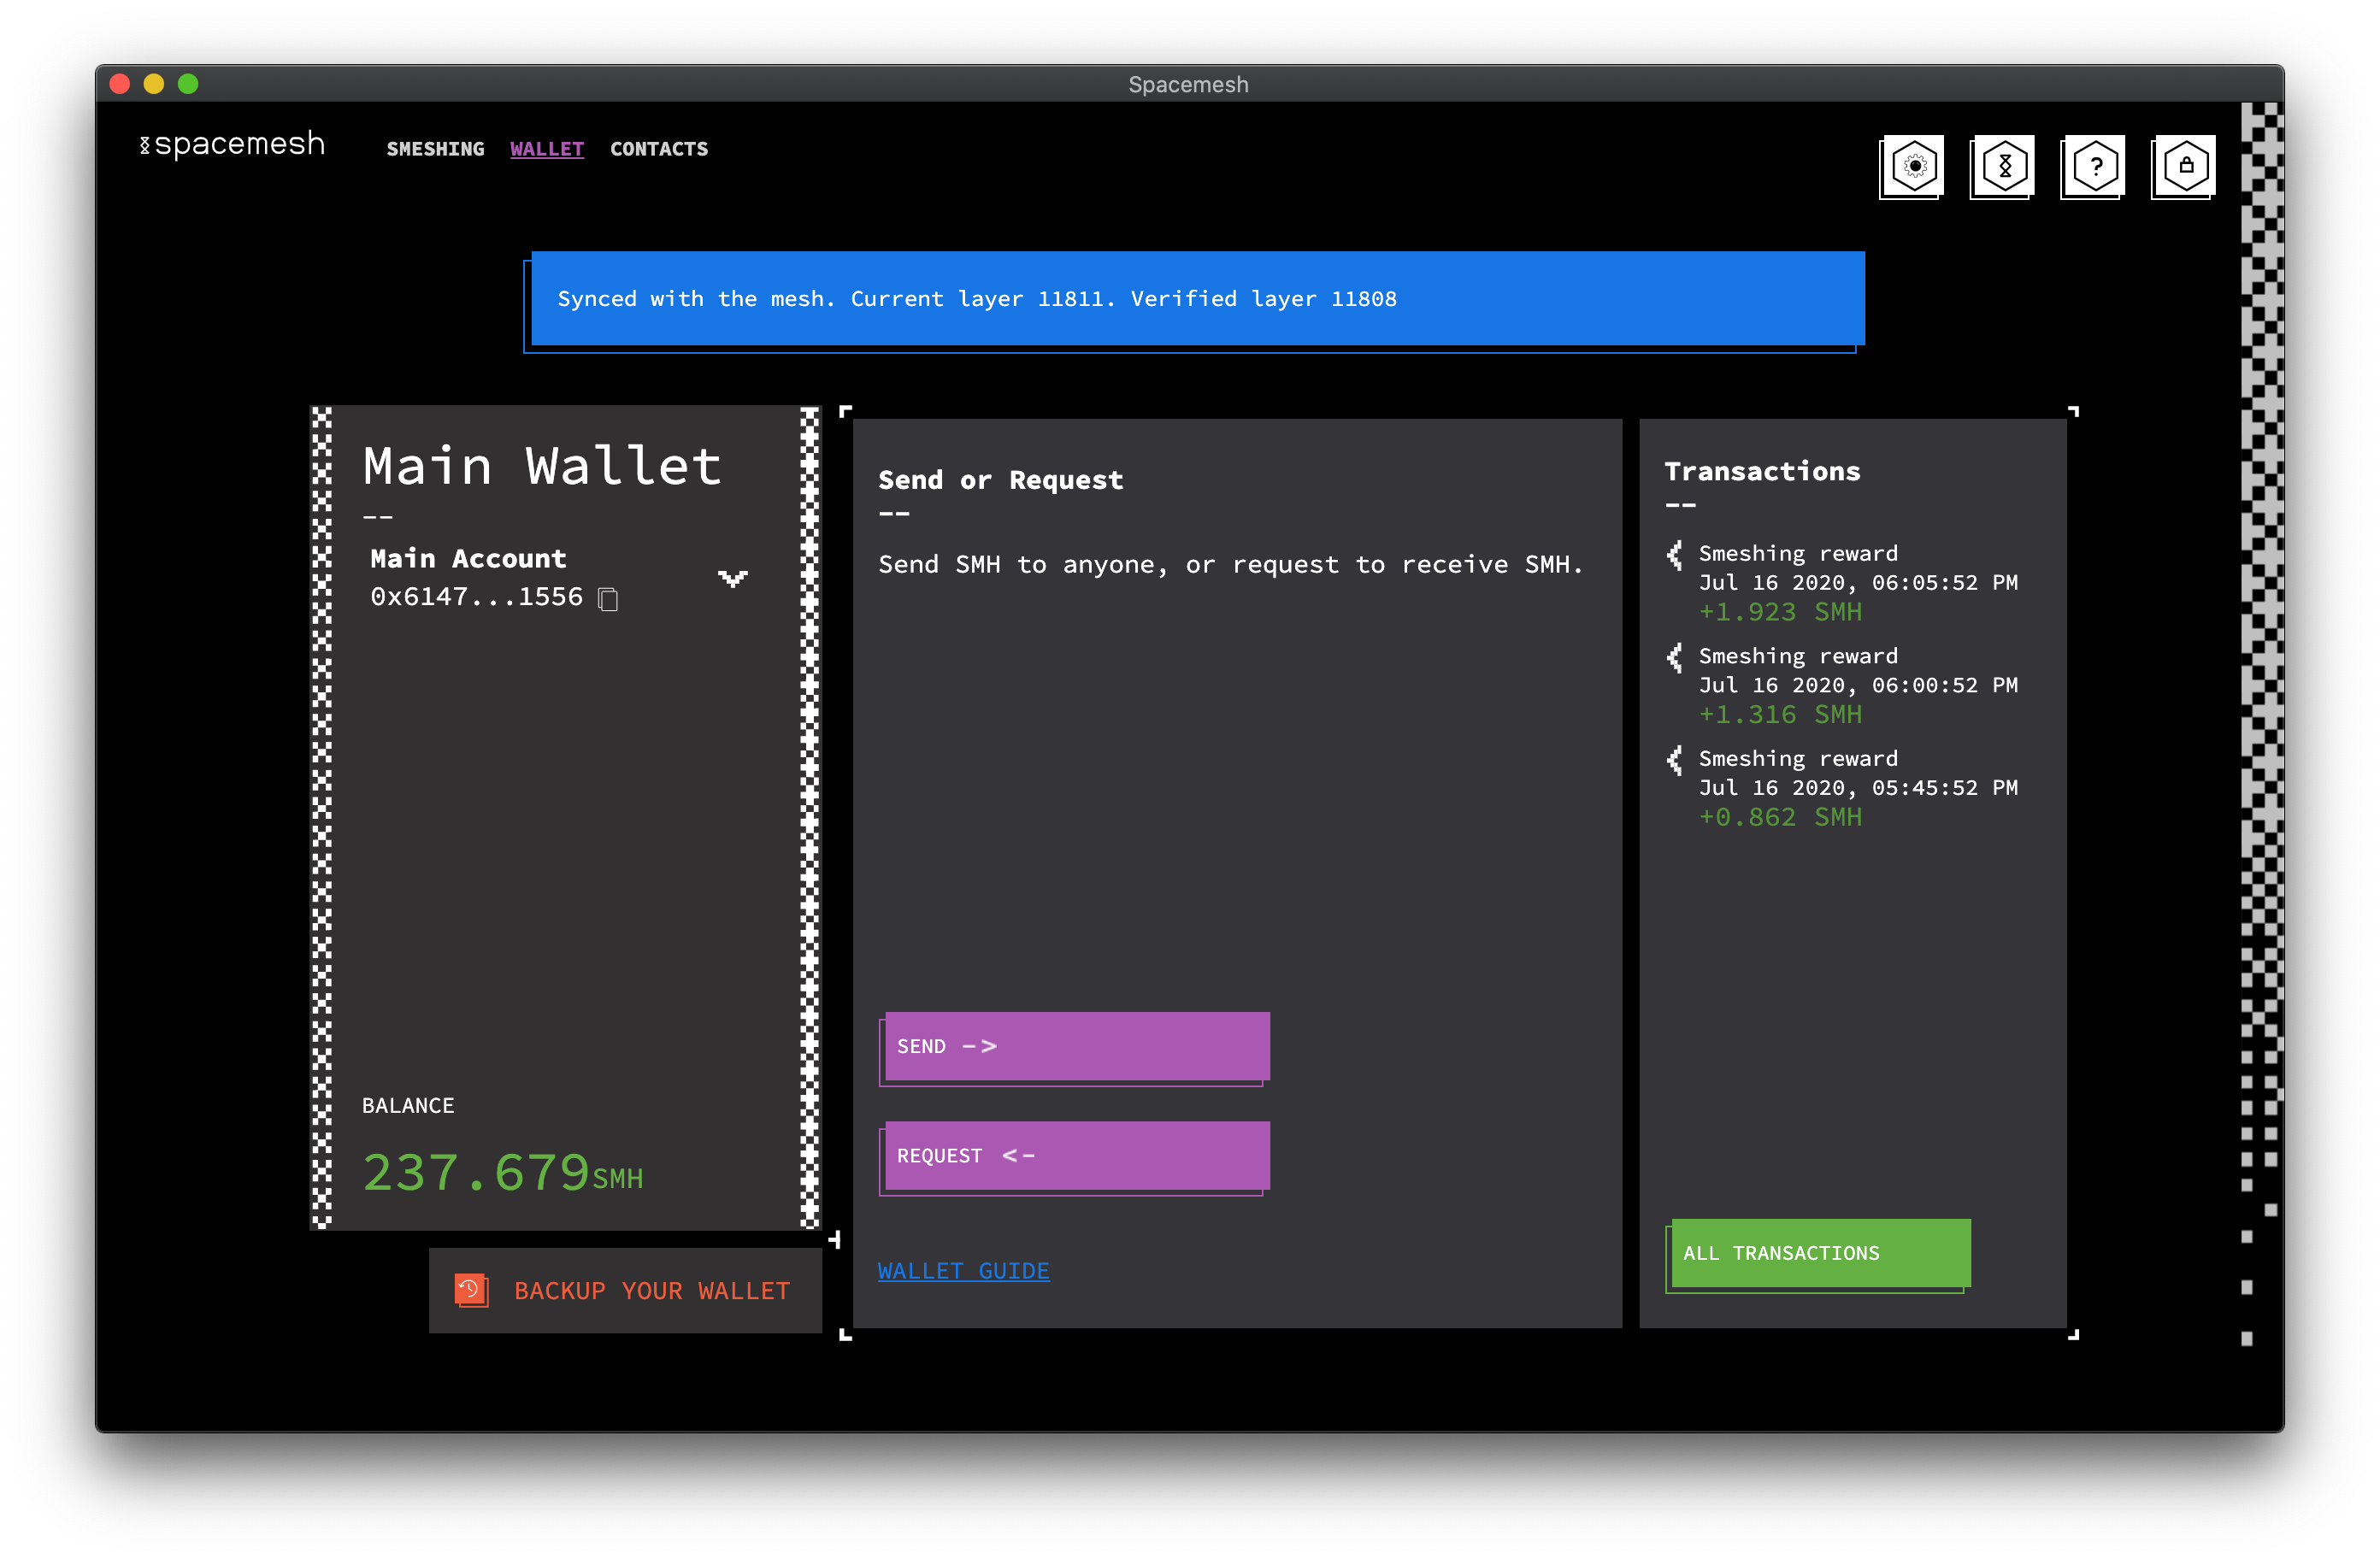 Spacemesh
spacemesh
SMESHING WALLET CONTACTS
?
Synced with the mesh. Current layer 11811. Verified layer 11808
Main Wallet
--
Main Account
0x6147...1556
BALANCE
237.679SMH
BACKUP YOUR WALLET
Send or Request
--
Send SMH to anyone, or request to receive SMH.
SEND ->
REQUEST <-
WALLET GUIDE
Transactions
--
Smeshing reward
Jul 16 2020, 06:05:52 PM
+1.923 SMH
Smeshing reward
Jul 16 2020, 06:00:52 PM
+1.316 SMH
Smeshing reward
Jul 16 2020, 05:45:52 PM
+0.862 SMH
ALL TRANSACTIONS